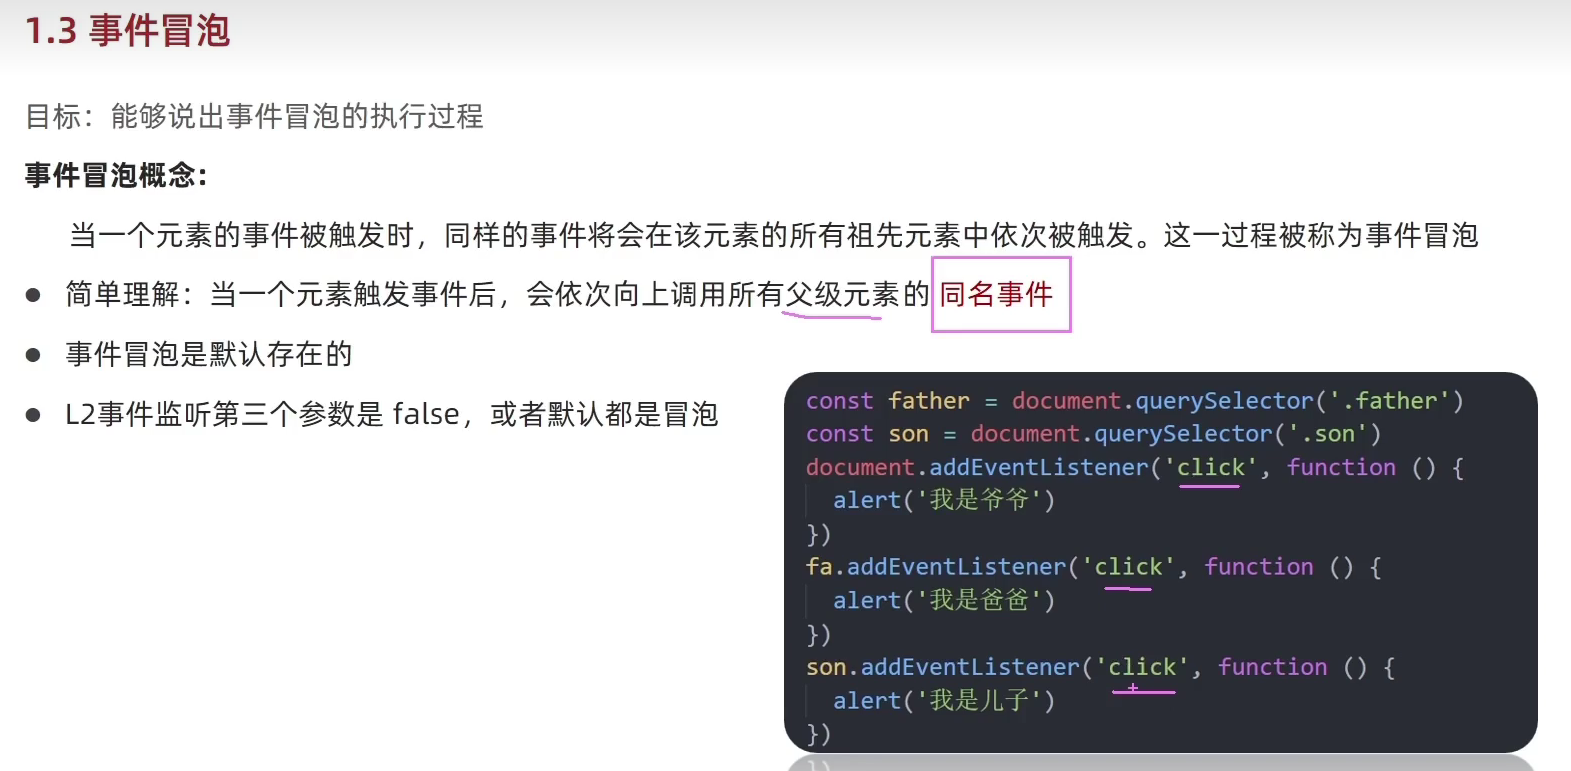 1.3 事件冒泡
目标：能够说出事件冒泡的执行过程
事件冒泡概念：
当一个元素的事件被触发时，同样的事件将会在该元素的所有祖先元素中依次被触发。这一过程被称为事件冒泡
● 简单理解：当一个元素触发事件后，会依次向上调用所有父级元素的 同名事件
● 事件冒泡是默认存在的
● L2事件监听第三个参数是 false，或者默认都是冒泡
const father = document.querySelector('.father')
const son = document.querySelector('.son')
document.addEventListener('click', function () {
  alert('我是爷爷')
})
fa.addEventListener('click', function () {
  alert('我是爸爸')
})
son.addEventListener('click', function () {
  alert('我是儿子')
})